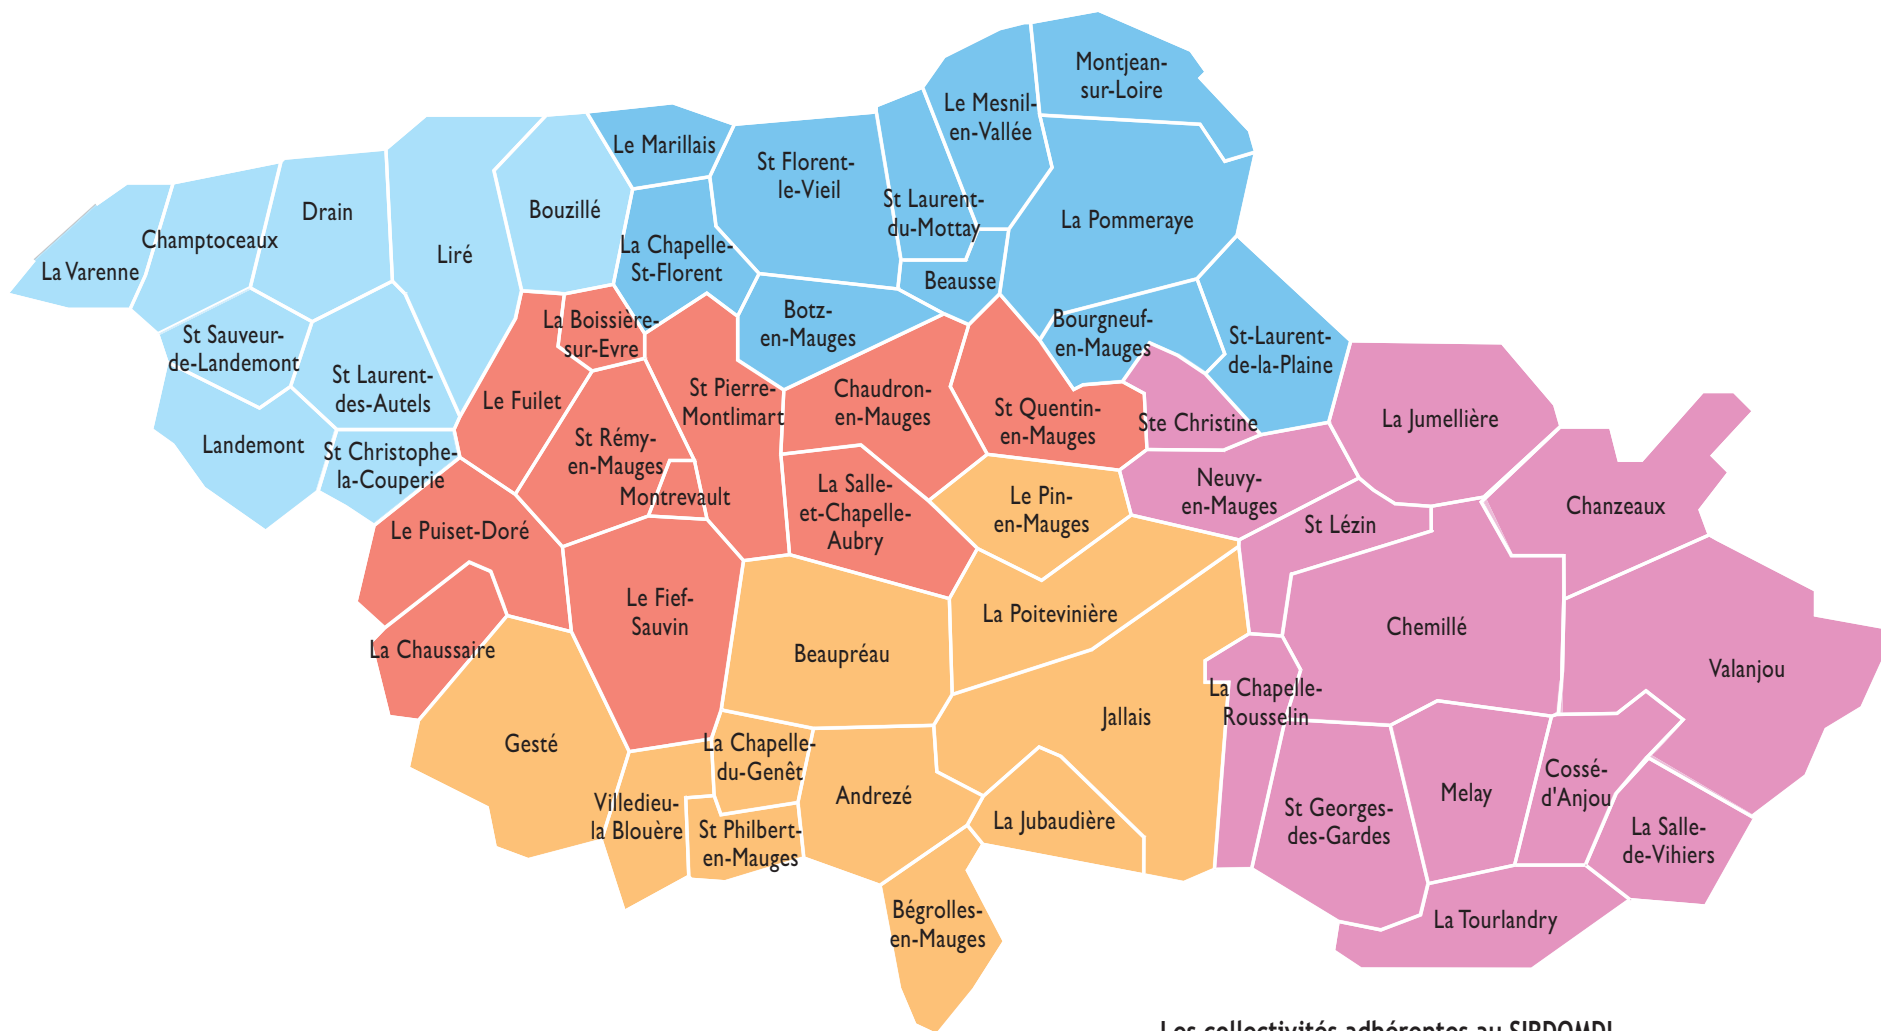 Montjean-
sur-Loire
Le Mesnil-
en-Vallée
Le Marillais
St Florent-
le-Vieil
St Laurent-
du-Mottay
La Pommeraye
Bouzillé
Drain
Champtoceaux
La Varenne
Liré
La Chapelle-
St-Florent
Beausse
Botz-
en-Mauges
Bourgneuf-
en-Mauges
St-Laurent-
de-la-Plaine
St Sauveur-
de-Landemont
St Laurent-
des-Autels
Landemont
St Christophe-
la-Couperie
La Boissière-
sur-Evre
Le Fuilet
St Rémy-
en-Mauges
Montrevault
St Pierre-
Montlimart
Chaudron-
en-Mauges
St Quentin-
en-Mauges
La Salle-
et-Chapelle-
Aubry
Le Puiset-Doré
La Chaussaire
Le Fief-
Sauvin
Ste Christine
La Jumellière
Neuvy-
en-Mauges
St Lézin
Chanzeaux
Le Pin-
en-Mauges
La Poitevinière
Beaupréau
Jallais
Gesté
La Chapelle-
du-Genêt
Villedieu-
la Blouère
St Philbert-
en-Mauges
Andrezé
La Jubaudière
Bégrolles-
en-Mauges
Chemillé
Valanjou
La Chapelle-
Rousselin
St Georges-
des-Gardes
Melay
Cossé-
d'Anjou
La Salle-
de-Vihiers
La Tourlandry
Les collectivités adhérentes au SIRDOMDI